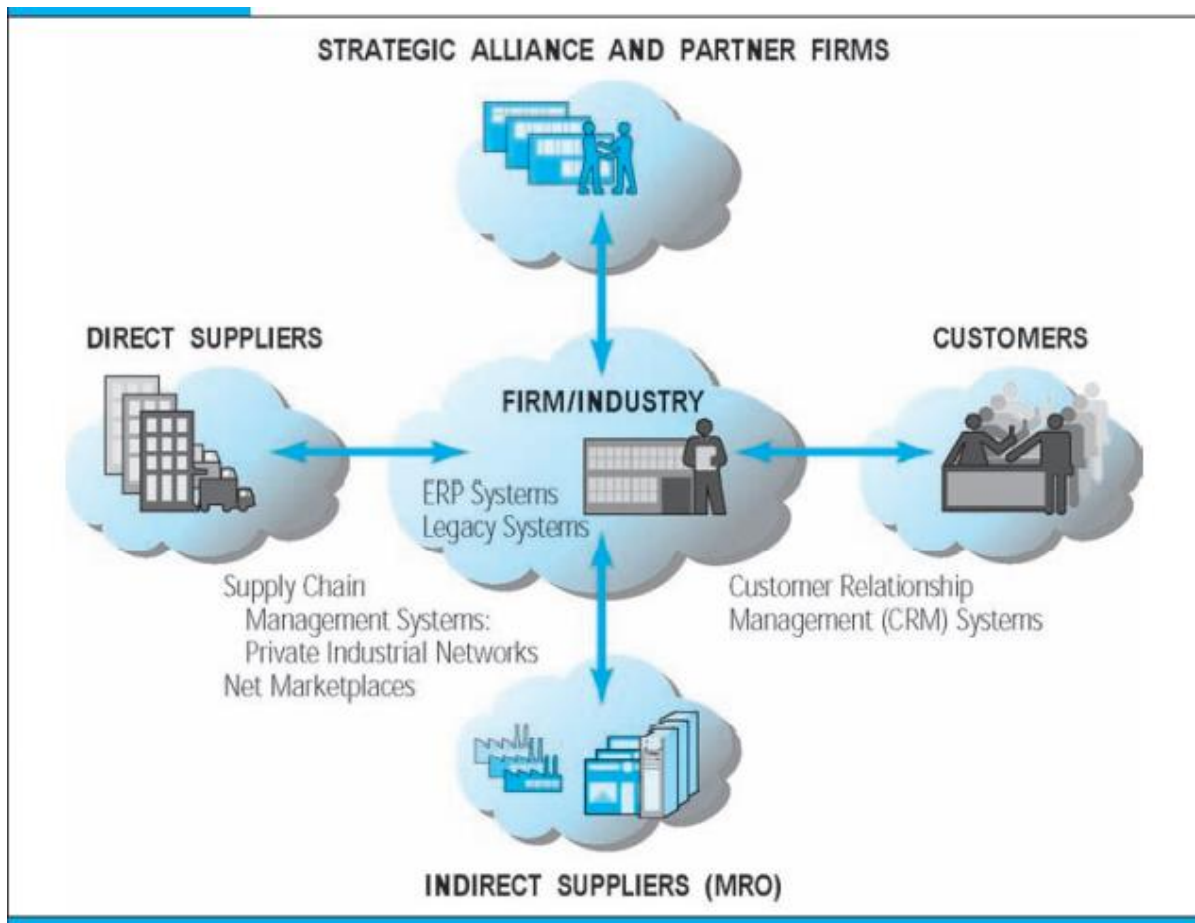 STRATEGIC ALLIANCE AND PARTNER FIRMS
DIRECT SUPPLIERS
CUSTOMERS
FIRM/INDUSTRY
ERP Systems
Legacy Systems
Supply Chain
Management Systems:
Private Industrial Networks
Net Marketplaces
Customer Relationship
Management (CRM) Systems
INDIRECT SUPPLIERS (MRO)